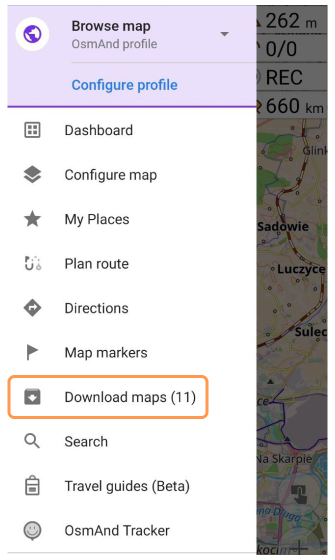 Browse map
OsmAnd profile
Configure profile
Dashboard
Configure map
My Places
Plan route
Directions
Map markers
Download maps (11)
Search
Travel guides (Beta)
OsmAnd Tracker
262 m
0/0
REC
660 km
Glink
Sadowie
Łuczyce
Sulec
Na Skarpie